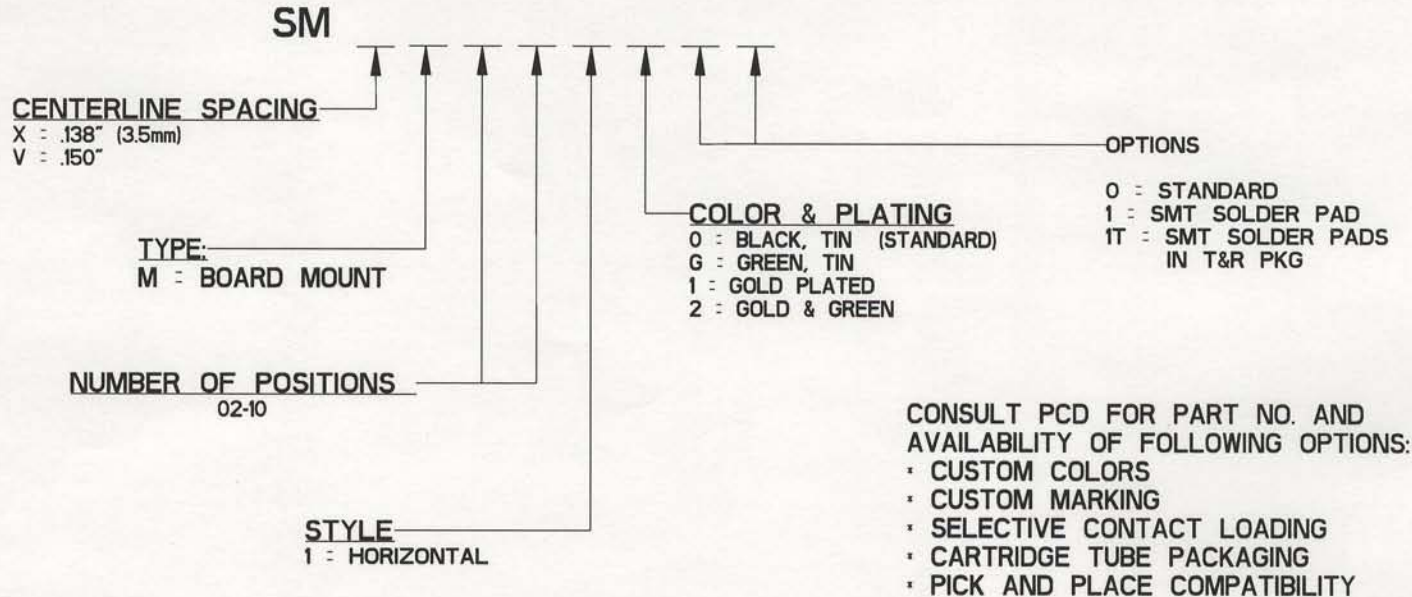 SM
CENTERLINE SPACING
X = .138" (3.5mm)
V = .150"
TYPE:
M = BOARD MOUNT
NUMBER OF POSITIONS
02-10
STYLE
1 = HORIZONTAL
COLOR & PLATING
0 = BLACK, TIN (STANDARD)
G = GREEN, TIN
1 = GOLD PLATED
2 = GOLD & GREEN
OPTIONS
0 = STANDARD
1 = SMT SOLDER PAD
1T = SMT SOLDER PADS
IN T&R PKG
CONSULT PCD FOR PART NO. AND
AVAILABILITY OF FOLLOWING OPTIONS:
* CUSTOM COLORS
* CUSTOM MARKING
* SELECTIVE CONTACT LOADING
* CARTRIDGE TUBE PACKAGING
* PICK AND PLACE COMPATIBILITY